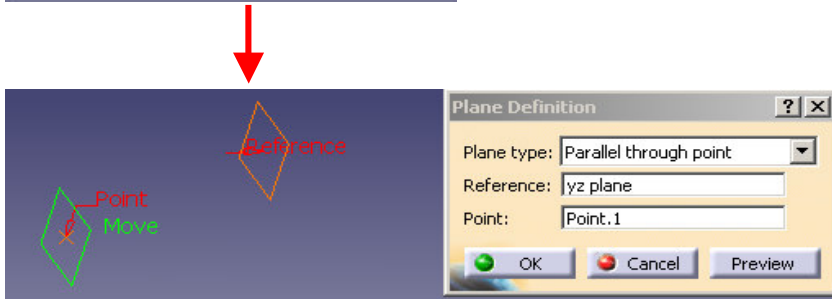 Reference
Point
Move
Plane Definition ? X
Plane type: Parallel through point
Reference: yz plane
Point: Point.1
OK Cancel Preview